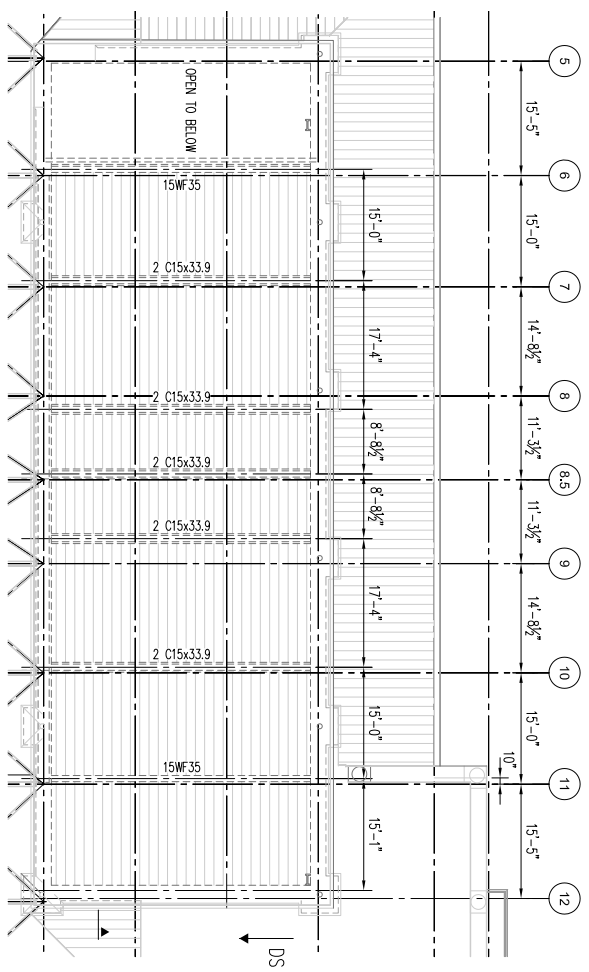 5
15'-5"
OPEN TO BELOW
6
15WF35
15'-0"
15'-0"
2 C15x33.9
7
17'-4"
14'-8½"
2 C15x33.9
8
8'-8½"
11'-3½"
2 C15x33.9
8.5
8'-8½"
11'-3½"
2 C15x33.9
9
17'-4"
14'-8½"
2 C15x33.9
10
15'-0"
15'-0"
15WF35
10"
11
15'-1"
15'-5"
12
DS